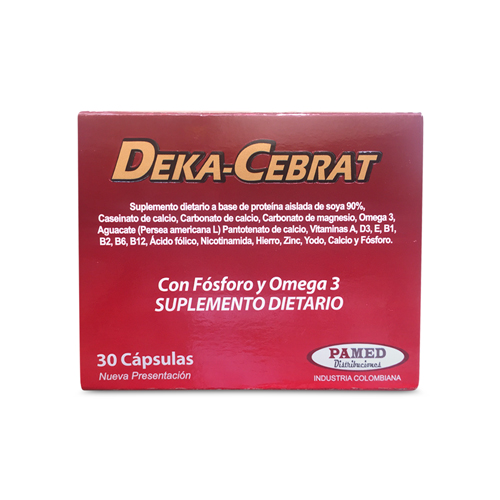 DEKA-CEBRAT
Suplemento dietario a base de proteína aislada de soya 90%,
Caseinato de calcio, Carbonato de calcio, Carbonato de magnesio, Omega 3,
Aguacate (Persea americana L) Pantotenato de calcio, Vitaminas A, D3, E, B1,
B2, B6, B12, Ácido fólico, Nicotinamida, Hierro, Zinc, Yodo, Calcio y Fósforo.
Con Fósforo y Omega 3
SUPLEMENTO DIETARIO
30 Cápsulas
Nueva Presentación
PAMED
Distribuciones
INDUSTRIA COLOMBIANA